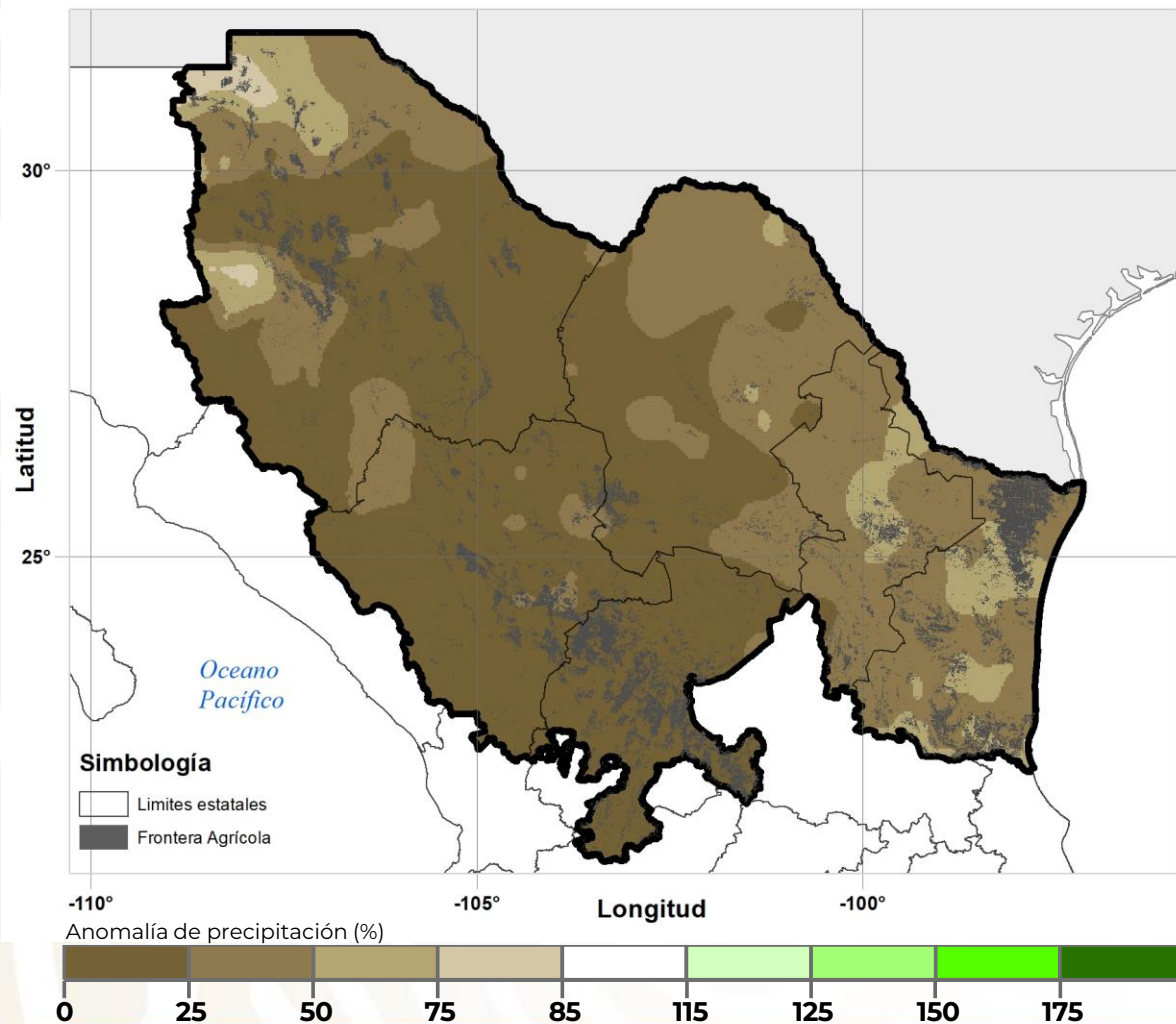 30°
25°
Latitud
Oceano
Pacífico
Simbología
Limites estatales
Frontera Agrícola
-110°
-105°
Longitud
-100°
Anomalía de precipitación (%)
0 25 50 75 85 115 125 150 175